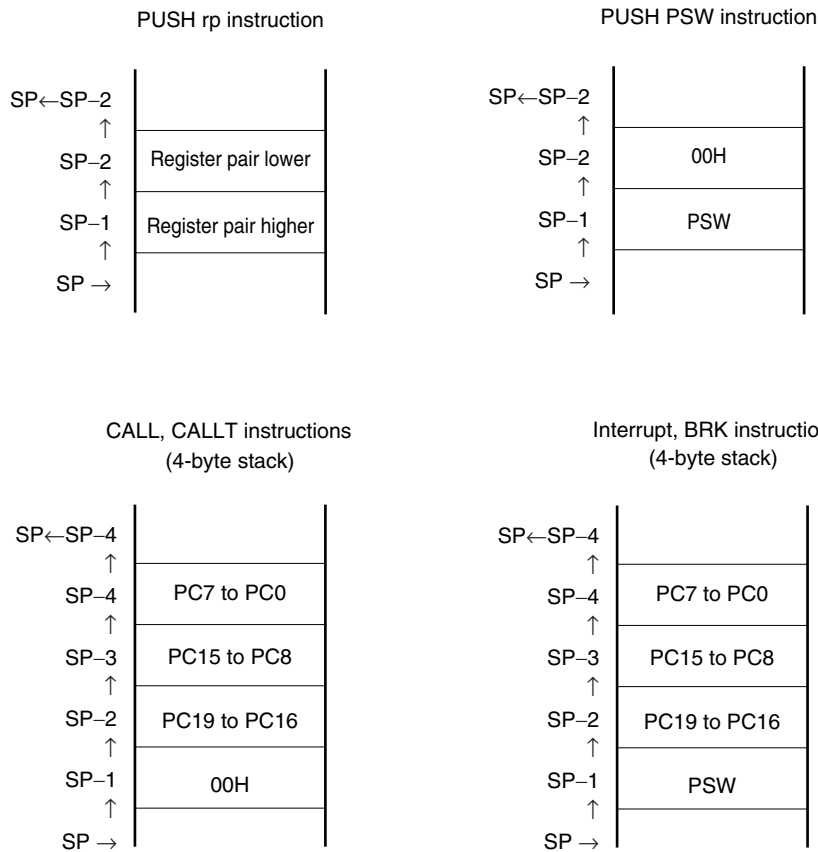 PUSH rp instruction
SP←SP–2
↑
SP–2
Register pair lower
↑
SP–1
Register pair higher
↑
SP →
PUSH PSW instruction
SP←SP–2
↑
SP–2
00H
↑
SP–1
PSW
↑
SP →
CALL, CALLT instructions
(4-byte stack)
SP←SP–4
↑
SP–4
PC7 to PC0
↑
SP–3
PC15 to PC8
↑
SP–2
PC19 to PC16
↑
SP–1
00H
↑
SP →
Interrupt, BRK instructio
(4-byte stack)
SP←SP–4
↑
SP–4
PC7 to PC0
↑
SP–3
PC15 to PC8
↑
SP–2
PC19 to PC16
↑
SP–1
PSW
↑
SP →